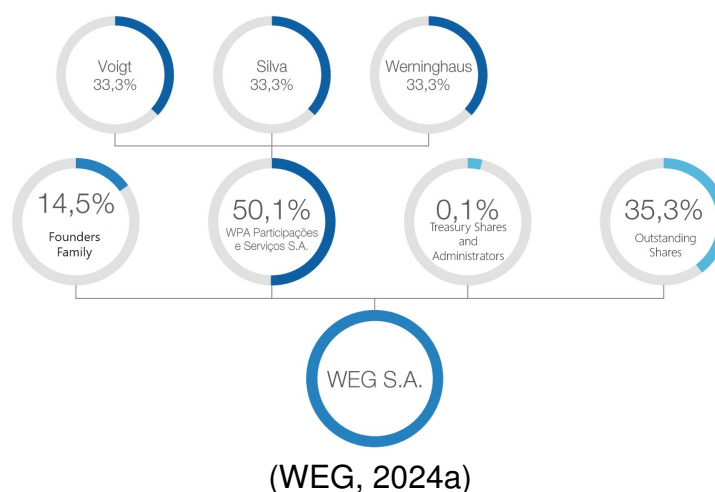 Voigt
33,3%
Silva
33,3%
Werninghaus
33,3%
14,5%
Founders
Family
50,1%
WPA Participações
e Serviços S.A.
0,1%
Treasury Shares
and
Administrators
35,3%
Outstanding
Shares
WEG S.A.
(WEG, 2024a)